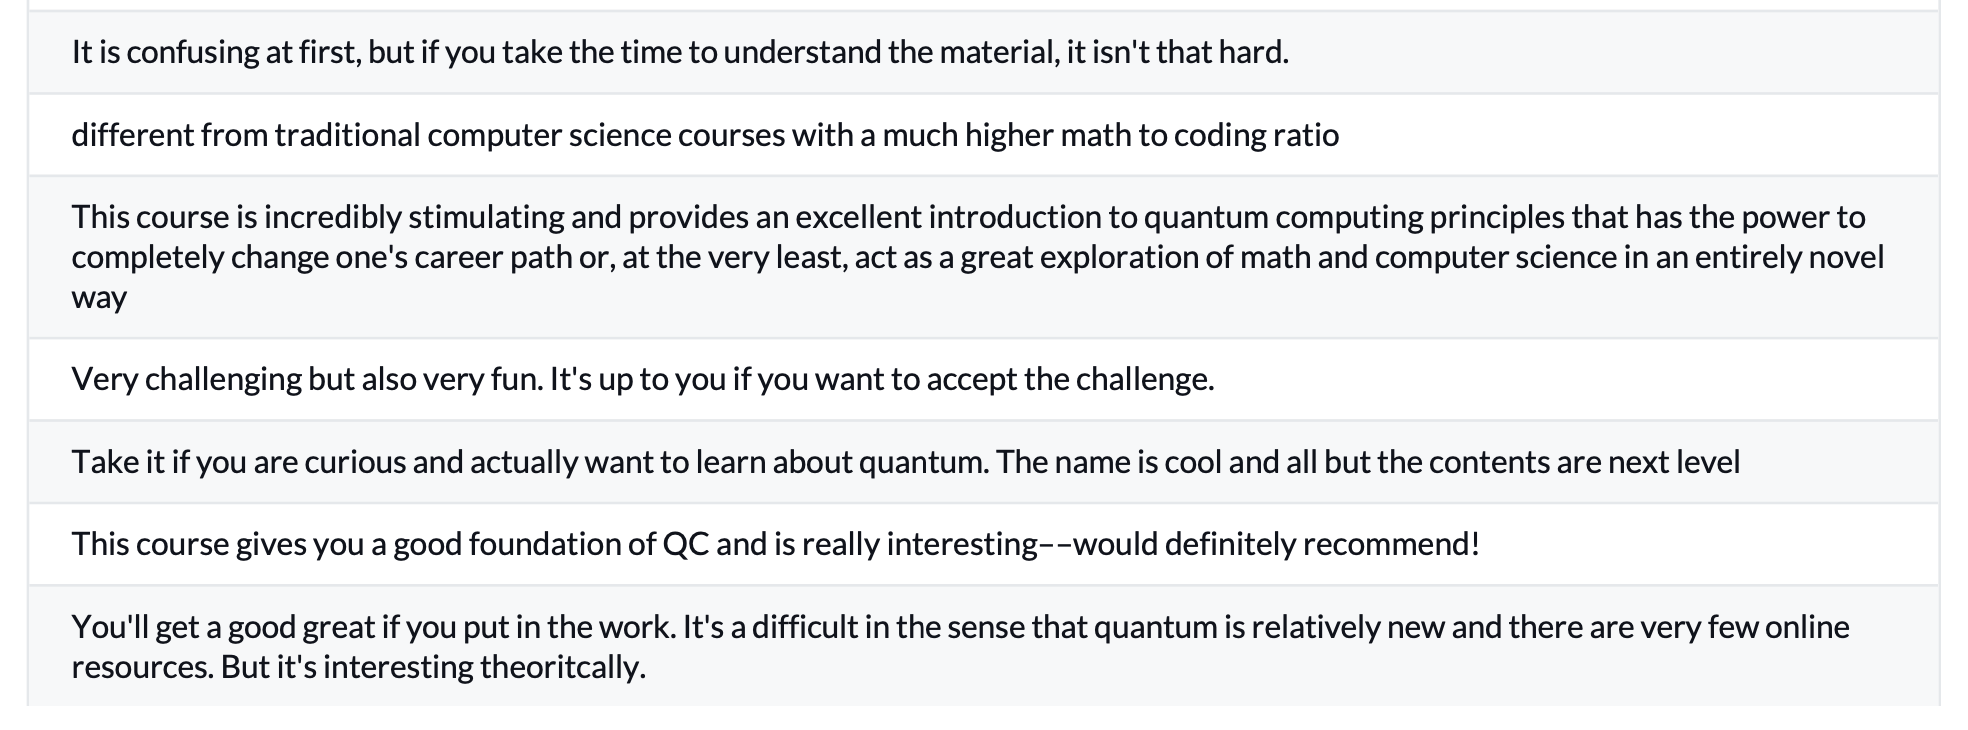 It is confusing at first, but if you take the time to understand the material, it isn't that hard.
different from traditional computer science courses with a much higher math to coding ratio
This course is incredibly stimulating and provides an excellent introduction to quantum computing principles that has the power to
completely change one's career path or, at the very least, act as a great exploration of math and computer science in an entirely novel
way
Very challenging but also very fun. It's up to you if you want to accept the challenge.
Take it if you are curious and actually want to learn about quantum. The name is cool and all but the contents are next level
This course gives you a good foundation of QC and is really interesting−−would definitely recommend!
You'll get a good great if you put in the work. It's a difficult in the sense that quantum is relatively new and there are very few online
resources. But it's interesting theoritcally.